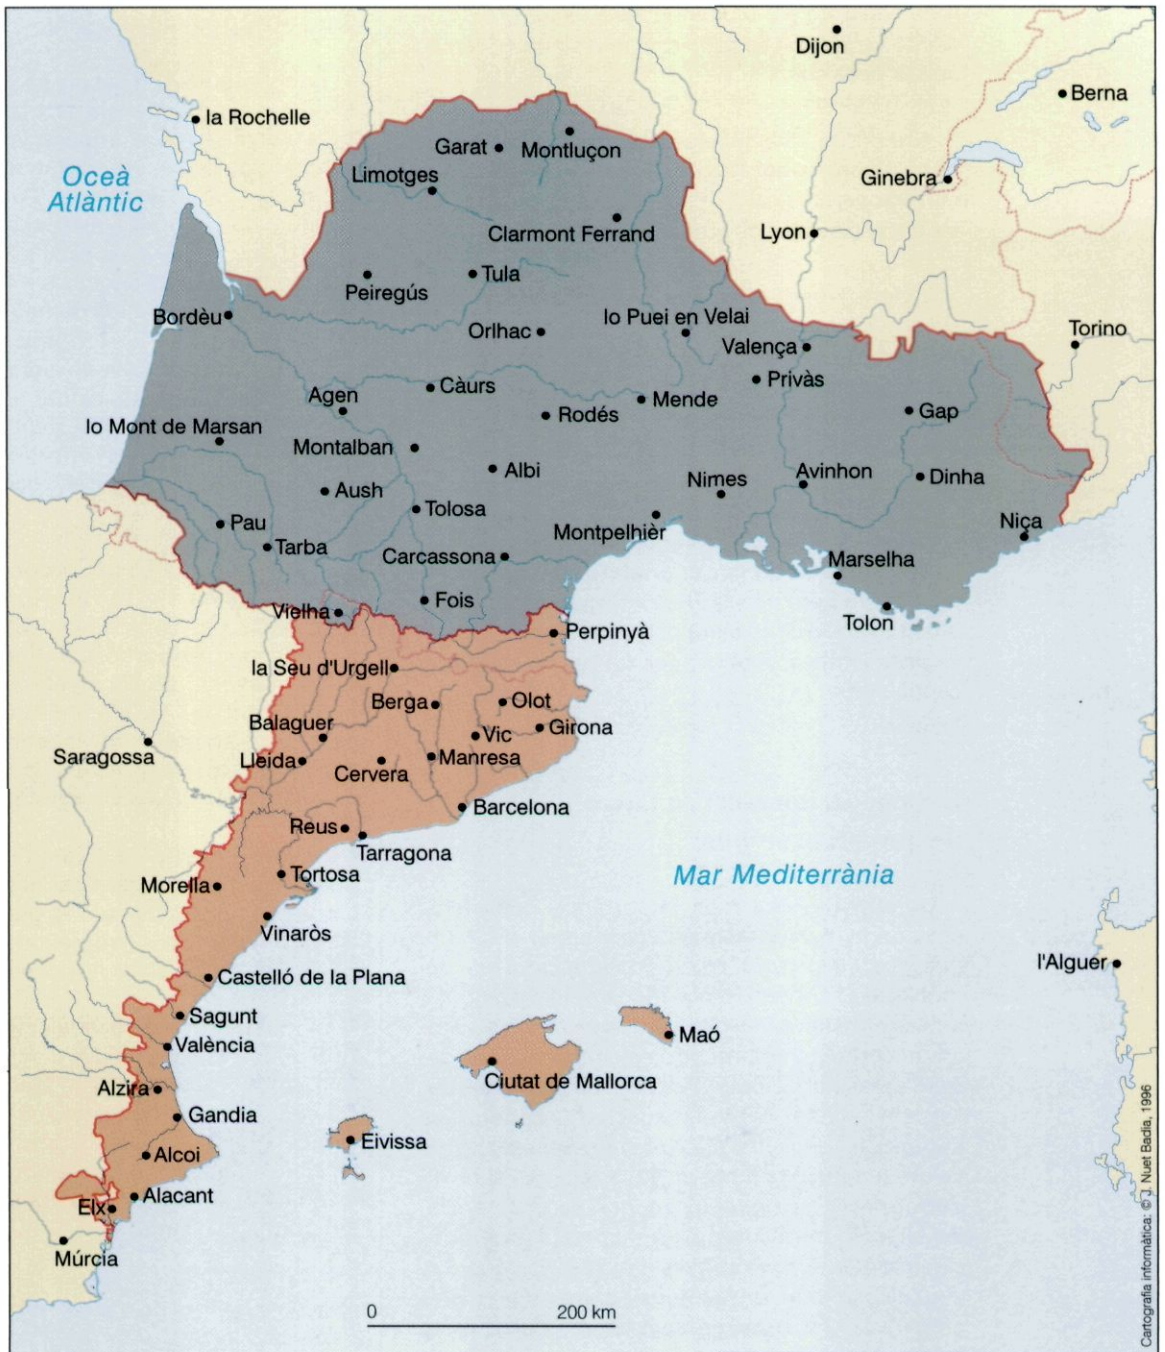 Dijon
Berna
la Rochelle
Garat
Montluçon
Oceà
Atlàntic
Limotges
Ginebra
Clarmont Ferrand
Lyon
Peiregús
Tula
Bordèu
Orlhac
lo Puei en Velai
Torino
Valença
Càurs
Privàs
Agen
Mende
Rodés
Gap
lo Mont de Marsan
Montalban
Albi
Avinhon
Dinha
Nimes
Aush
Tolosa
Pau
Niça
Montpelhièr
Tarba
Carcassona
Marselha
Fois
Vielha
Tolon
Perpinyà
la Seu d'Urgell
Berga
Olot
Balaguer
Girona
Vic
Saragossa
Lleida
Manresa
Cervera
Barcelona
Reus
Tarragona
Mar Mediterrània
Tortosa
Morella
Vinaròs
l'Alguer
Castelló de la Plana
Sagunt
Maó
València
Ciutat de Mallorca
Alzira
Gandia
Eivissa
Alcoi
Alacant
Elx
Múrcia
0 200 km
Cartografia informàtica: © J. Nuet Badia, 1996